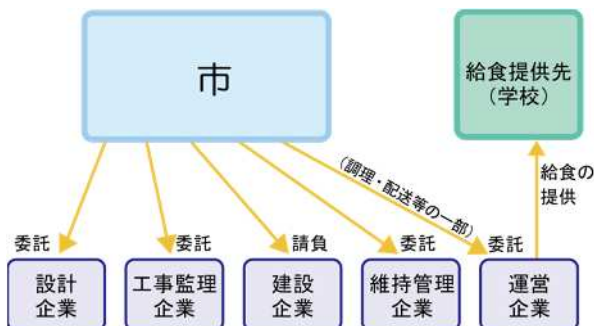 市
給食提供先
（学校）
（調理・配送等の一部）
給食の
提供
委託
委託
請負
委託
委託
設計
企業
工事監理
企業
建設
企業
維持管理
企業
運営
企業